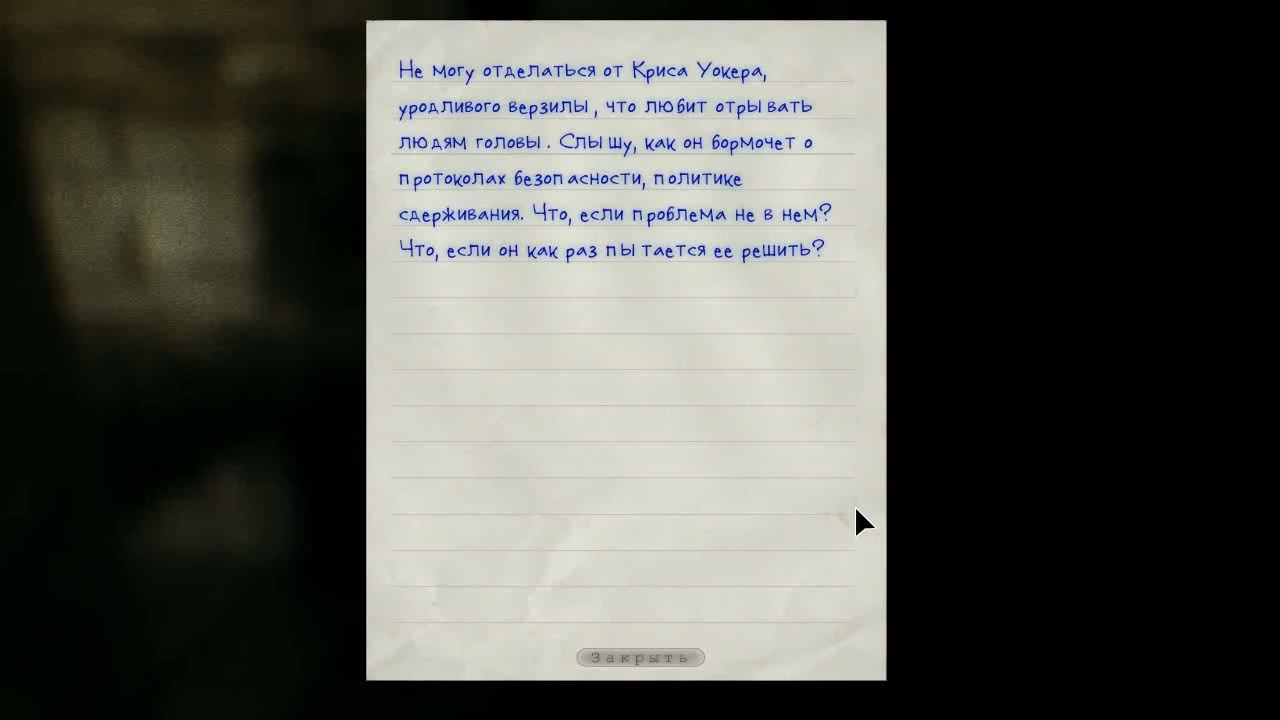 Не могу отделаться от Криса Уокера,
уродливого верзилы, что любит отрывать
людям головы. Слышу, как он бормочет о
протоколах безопасности, политике
сдерживания. Что, если проблема не в нем?
Что, если он как раз пытается ее решить?
Закрыть